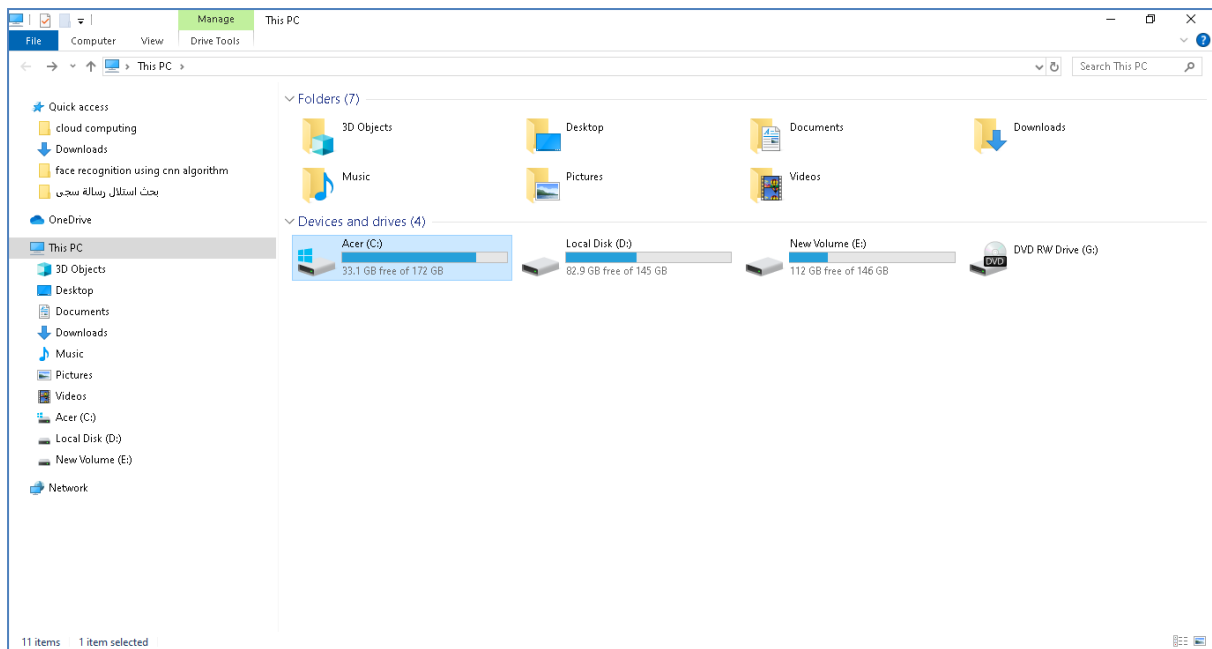 Manage This PC
File Computer View Drive Tools
This PC
Search This PC
Quick access
cloud computing
Downloads
face recognition using cnn algorithm
بحث استلال رسالة سجى
OneDrive
This PC
3D Objects
Desktop
Documents
Downloads
Music
Pictures
Videos
Acer (C:)
Local Disk (D:)
New Volume (E:)
Network
Folders (7)
3D Objects Desktop Documents Downloads
Music Pictures Videos
Devices and drives (4)
Acer (C:) Local Disk (D:) New Volume (E:) DVD RW Drive (G:)
33.1 GB free of 172 GB 82.9 GB free of 145 GB 112 GB free of 146 GB
DVD
11 items 1 item selected